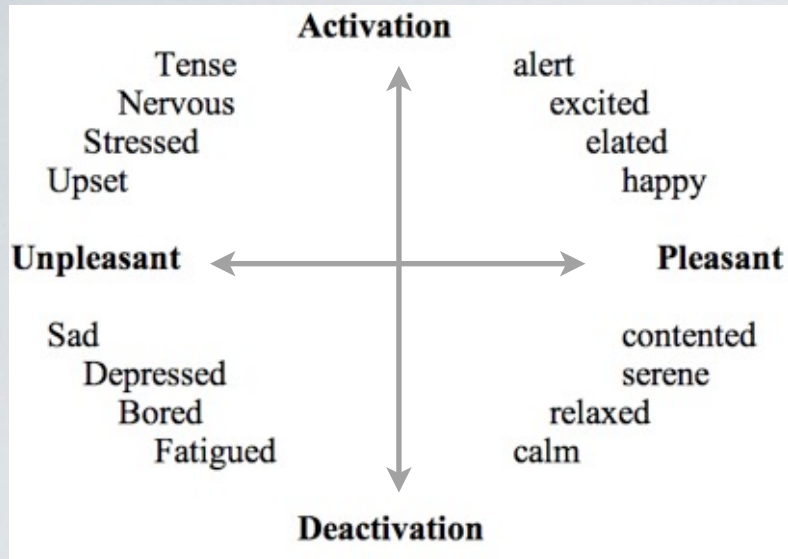 Activation
Tense alert
Nervous excited
Stressed elated
Upset happy
Unpleasant Pleasant
Sad contented
Depressed serene
Bored relaxed
Fatigued calm
Deactivation